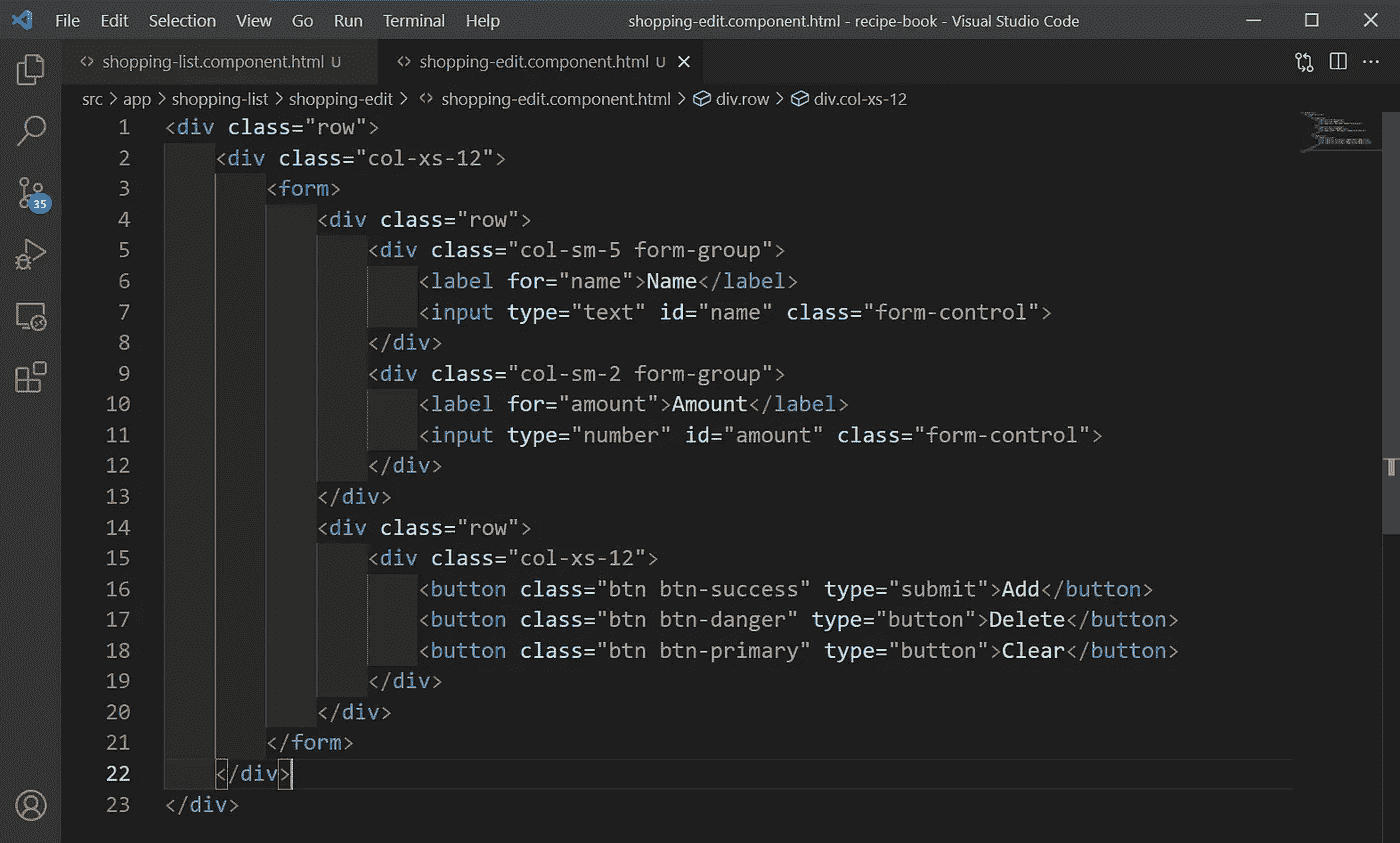 File Edit Selection View Go Run Terminal Help shopping-edit.component.html - recipe-book - Visual Studio Code
shopping-list.component.html U shopping-edit.component.html U
src > app > shopping-list > shopping-edit > shopping-edit.component.html > div.row > div.col-xs-12
1 <div class="row">
2 <div class="col-xs-12">
3 <form>
4 <div class="row">
5 <div class="col-sm-5 form-group">
6 <label for="name">Name</label>
7 <input type="text" id="name" class="form-control">
8 </div>
9 <div class="col-sm-2 form-group">
10 <label for="amount">Amount</label>
11 <input type="number" id="amount" class="form-control">
12 </div>
13 </div>
14 <div class="row">
15 <div class="col-xs-12">
16 <button class="btn btn-success" type="submit">Add</button>
17 <button class="btn btn-danger" type="button">Delete</button>
18 <button class="btn btn-primary" type="button">Clear</button>
19 </div>
20 </div>
21 </form>
22 </div>
23 </div>
35